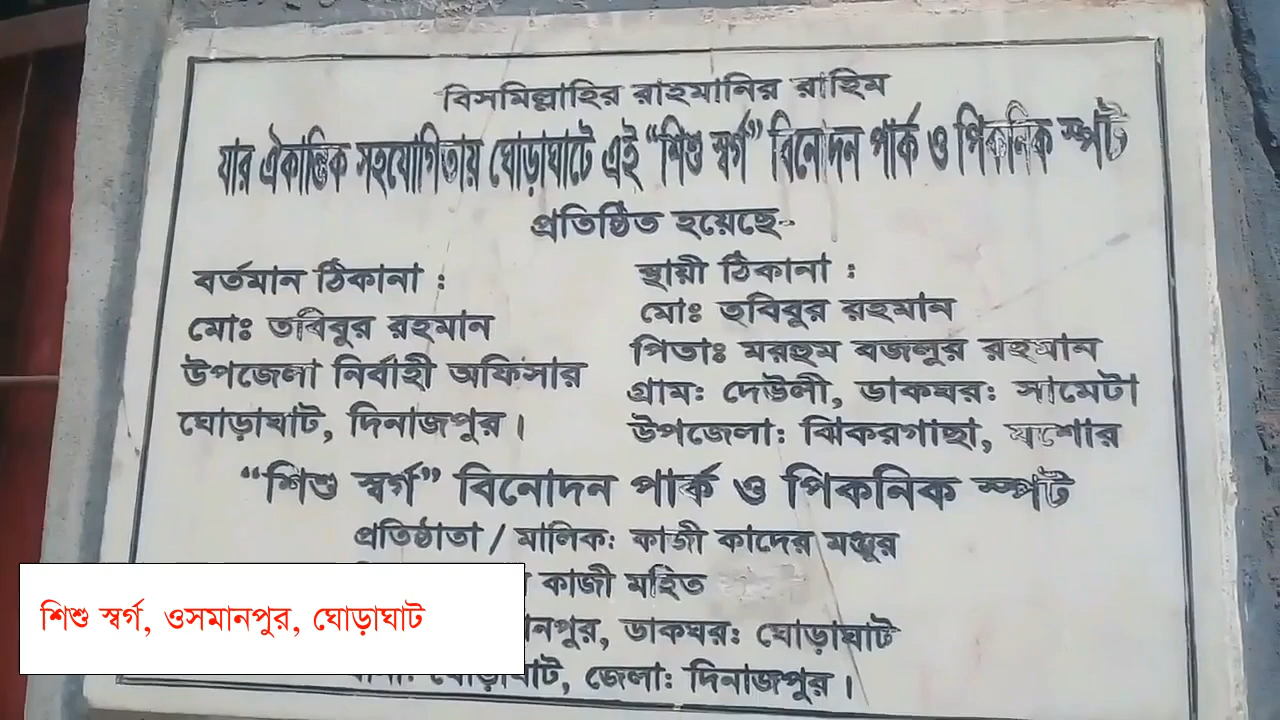 বিসমিল্লাহির রাহমানির রাহিম
যার ঐকান্তিক সহযোগিতায় ঘোড়াঘাটে এই “শিশু স্বর্গ” বিনোদন পার্ক ও পিকনিক স্পট
প্রতিষ্ঠিত হয়েছে-
বর্তমান ঠিকানা :
মোঃ তবিবুর রহমান
উপজেলা নির্বাহী অফিসার
ঘোড়াঘাট, দিনাজপুর।
স্থায়ী ঠিকানা :
মোঃ ত্বিবুর রহমান
পিতাঃ মরহুম বজলুর রহমান
গ্রাম: দেউলী, ডাকঘর: সামেটা
উপজেলা: ঝিকরগাছা, যশোর
“শিশু স্বর্গ” বিনোদন পার্ক ও পিকনিক স্পট
প্রতিষ্ঠাতা / মালিক: কাজী কাদের মঞ্জুর
কাজী মহিত
নপুর, ডাকঘর: ঘোড়াঘাট
ঘোড়াঘাট, জেলা: দিনাজপুর।
শিশু স্বর্গ, ওসমানপুর, ঘোড়াঘাট